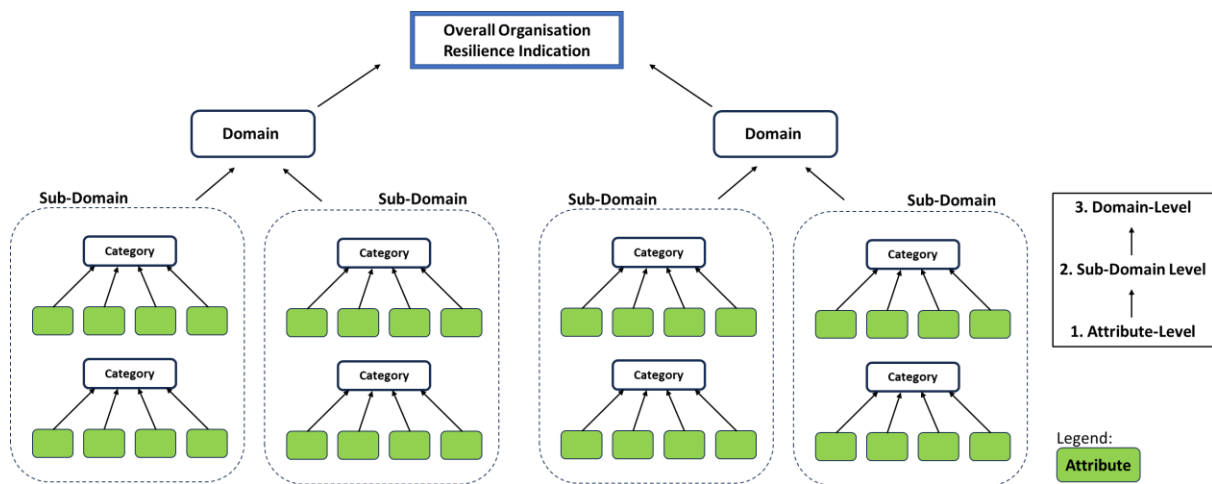 Overall Organisation
Resilience Indication
Domain
Domain
Sub-Domain
Sub-Domain
Sub-Domain
Sub-Domain
Category
Category
Category
Category
Category
Category
Category
Category
3. Domain-Level
2. Sub-Domain Level
1. Attribute-Level
Legend:
Attribute